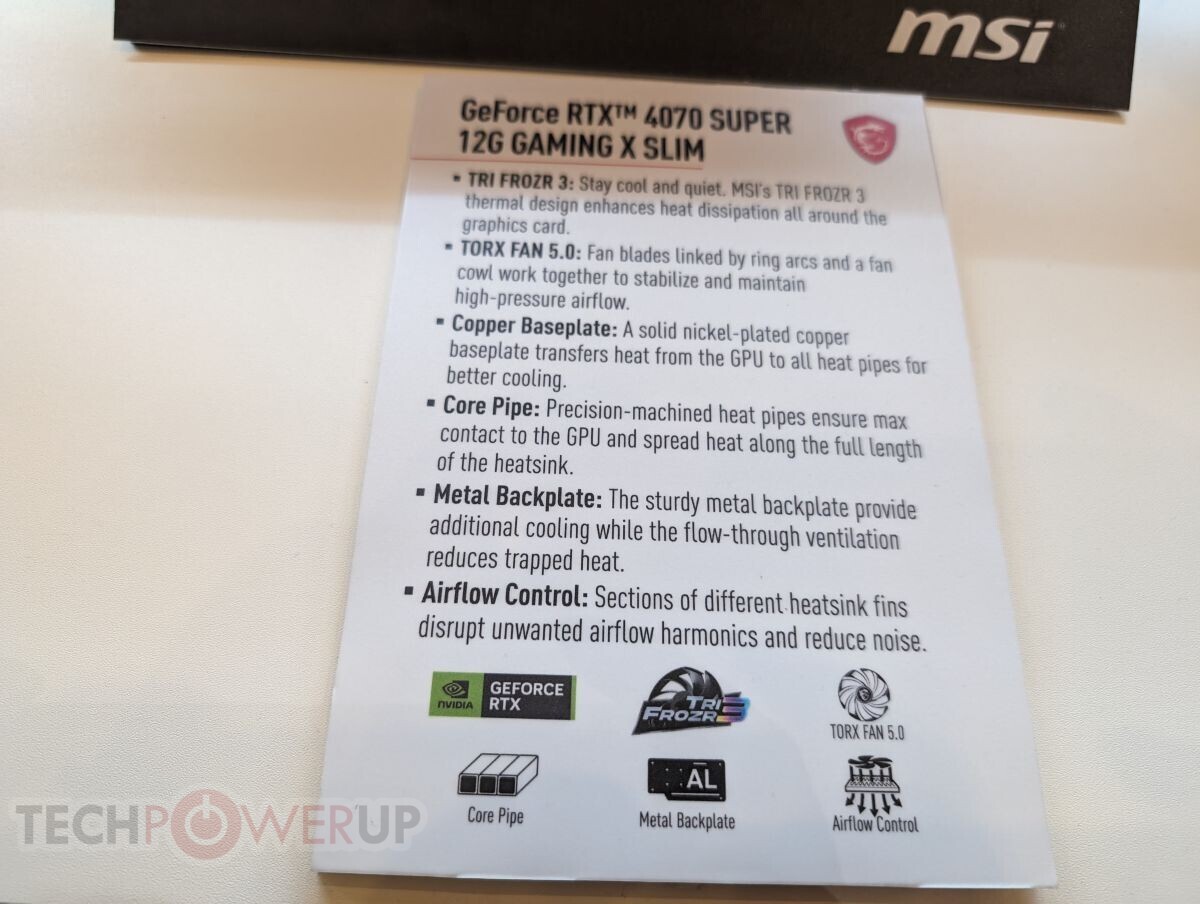 msi
GeForce RTX™ 4070 SUPER
12G GAMING X SLIM
▪ TRI FROZR 3: Stay cool and quiet. MSI's TRI FROZR 3
thermal design enhances heat dissipation all around the
graphics card.
▪ TORX FAN 5.0: Fan blades linked by ring arcs and a fan
cowl work together to stabilize and maintain
high-pressure airflow.
▪ Copper Baseplate: A solid nickel-plated copper
baseplate transfers heat from the GPU to all heat pipes for
better cooling.
▪ Core Pipe: Precision-machined heat pipes ensure max
contact to the GPU and spread heat along the full length
of the heatsink.
▪ Metal Backplate: The sturdy metal backplate provide
additional cooling while the flow-through ventilation
reduces trapped heat.
▪ Airflow Control: Sections of different heatsink fins
disrupt unwanted airflow harmonics and reduce noise.
NVIDIA GEFORCE
RTX
TRI
FROZR 3
TORX FAN 5.0
Core Pipe
AL
Metal Backplate
Airflow Control
TECHPOWERUP